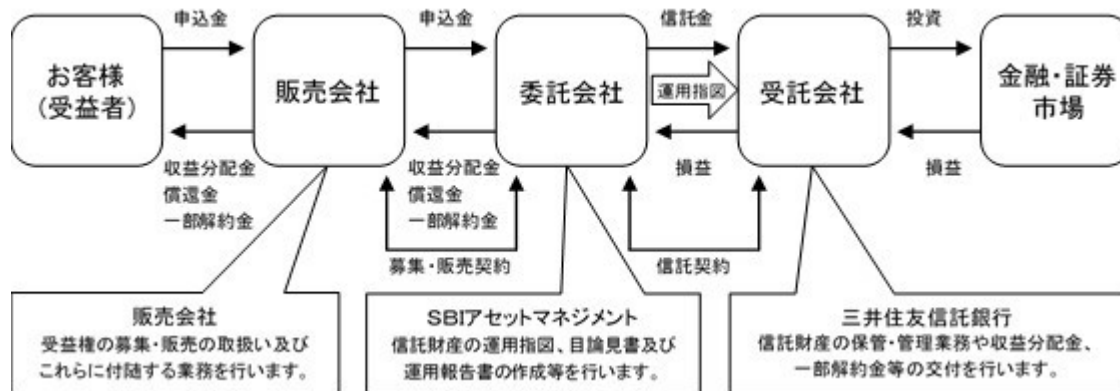 申込金
申込金
信託金
投資
お客様
(受益者)
販売会社
委託会社
運用指図
受託会社
金融・証券
市場
収益分配金
償還金
一部解約金
収益分配金
償還金
一部解約金
損益
損益
募集・販売契約
信託契約
販売会社
受益権の募集・販売の取扱い及び
これらに付随する業務を行います。
SBIアセットマネジメント
信託財産の運用指図、目論見書及び
運用報告書の作成等を行います。
三井住友信託銀行
信託財産の保管・管理業務や収益分配金、
一部解約金等の交付を行います。